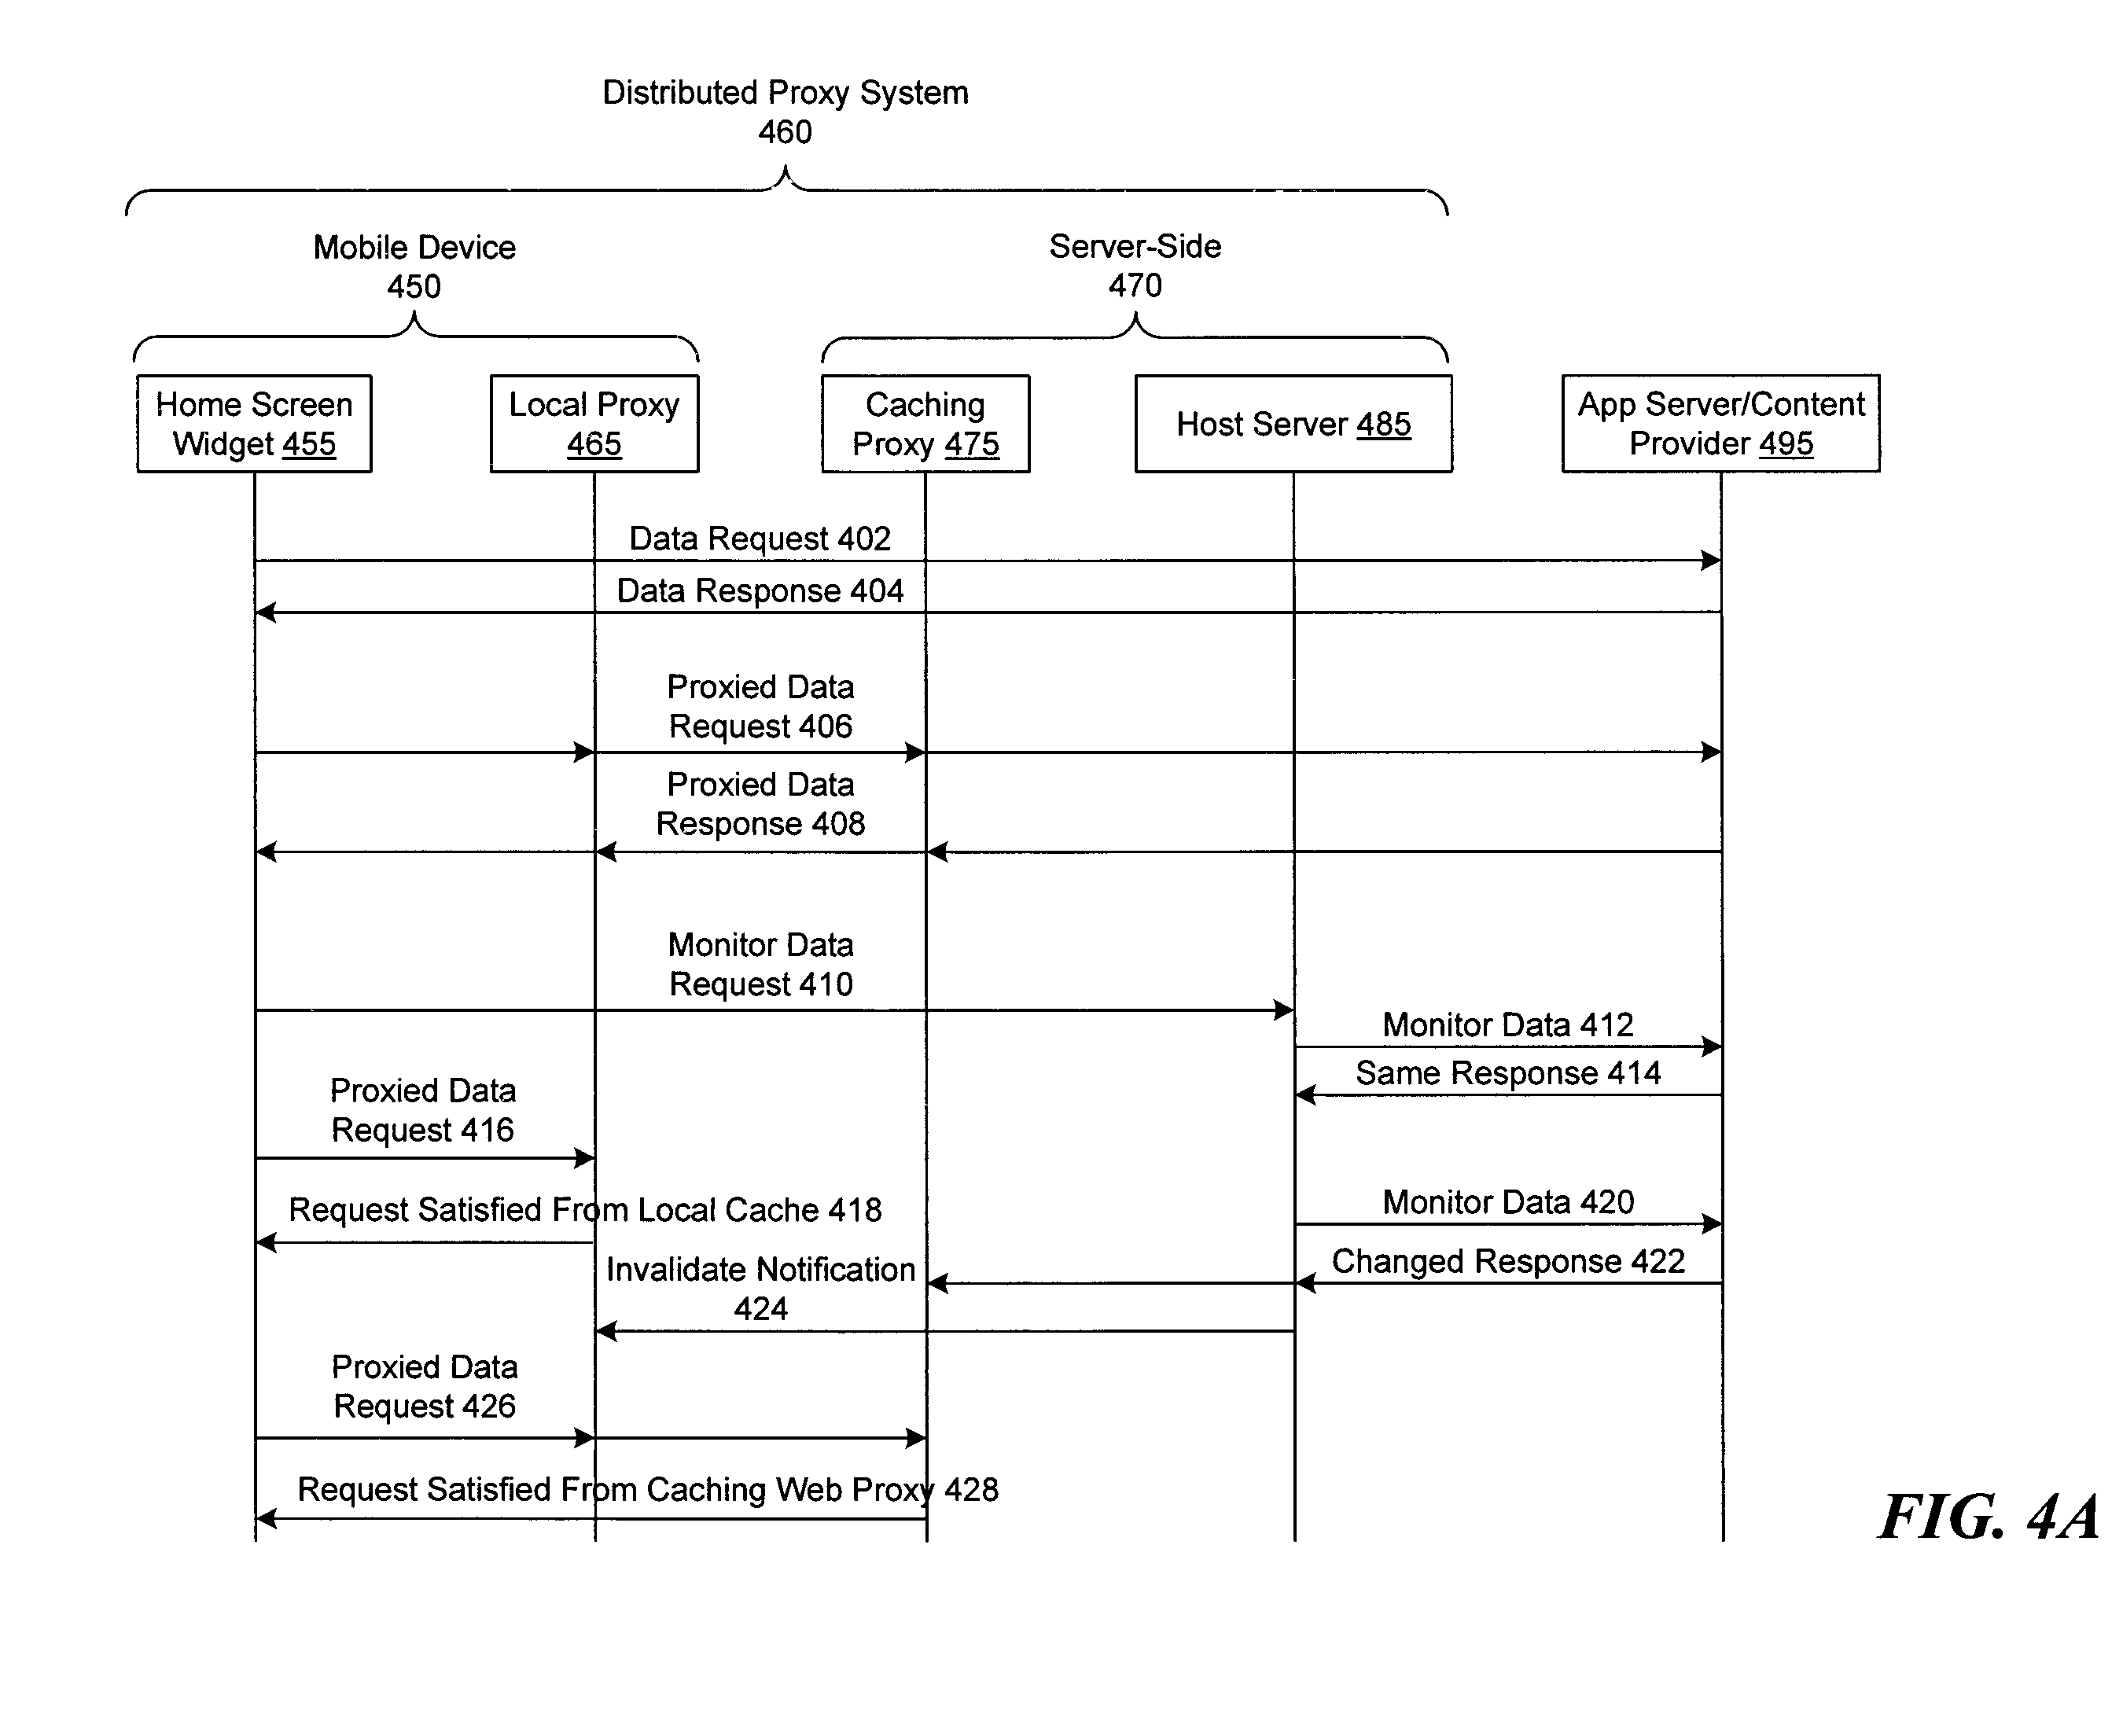 Distributed Proxy System
460
Mobile Device
450
Server-Side
470
Home Screen
Widget 455
Local Proxy
465
Caching
Proxy 475
Host Server 485
App Server/Content
Provider 495
Data Request 402
Data Response 404
Proxied Data
Request 406
Proxied Data
Response 408
Monitor Data
Request 410
Monitor Data 412
Same Response 414
Proxied Data
Request 416
Request Satisfied From Local Cache 418
Monitor Data 420
Changed Response 422
Invalidate Notification
424
Proxied Data
Request 426
Request Satisfied From Caching Web Proxy 428
FIG. 4A